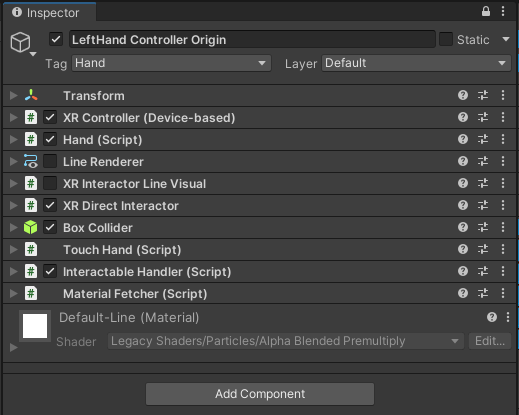 Inspector
LeftHand Controller Origin Static
Tag Hand Layer Default
Transform
# XR Controller (Device-based)
# Hand (Script)
Line Renderer
# XR Interactor Line Visual
# XR Direct Interactor
Box Collider
# Touch Hand (Script)
# Interactable Handler (Script)
# Material Fetcher (Script)
Default-Line (Material)
Shader Legacy Shaders/Particles/Alpha Blended Premultiply Edit...
Add Component